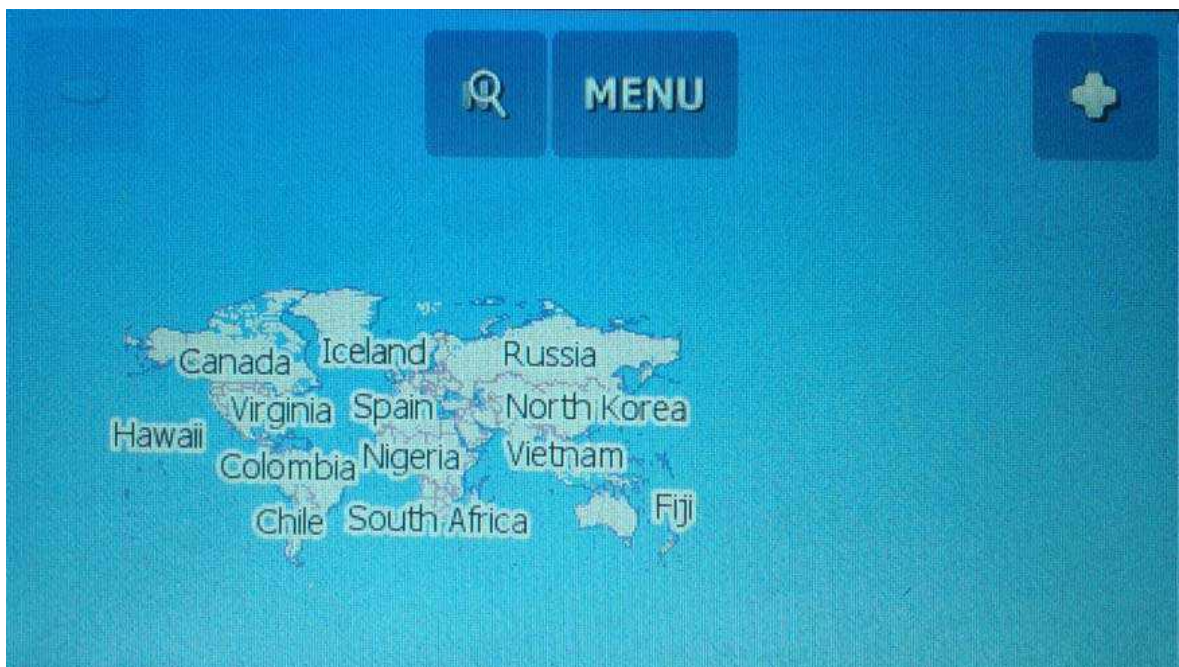 MENU
Canada
Iceland
Russia
Virginia
Spain
North Korea
Hawaii
Colombia
Nigeria
Vietnam
Chile
South Africa
Fiji